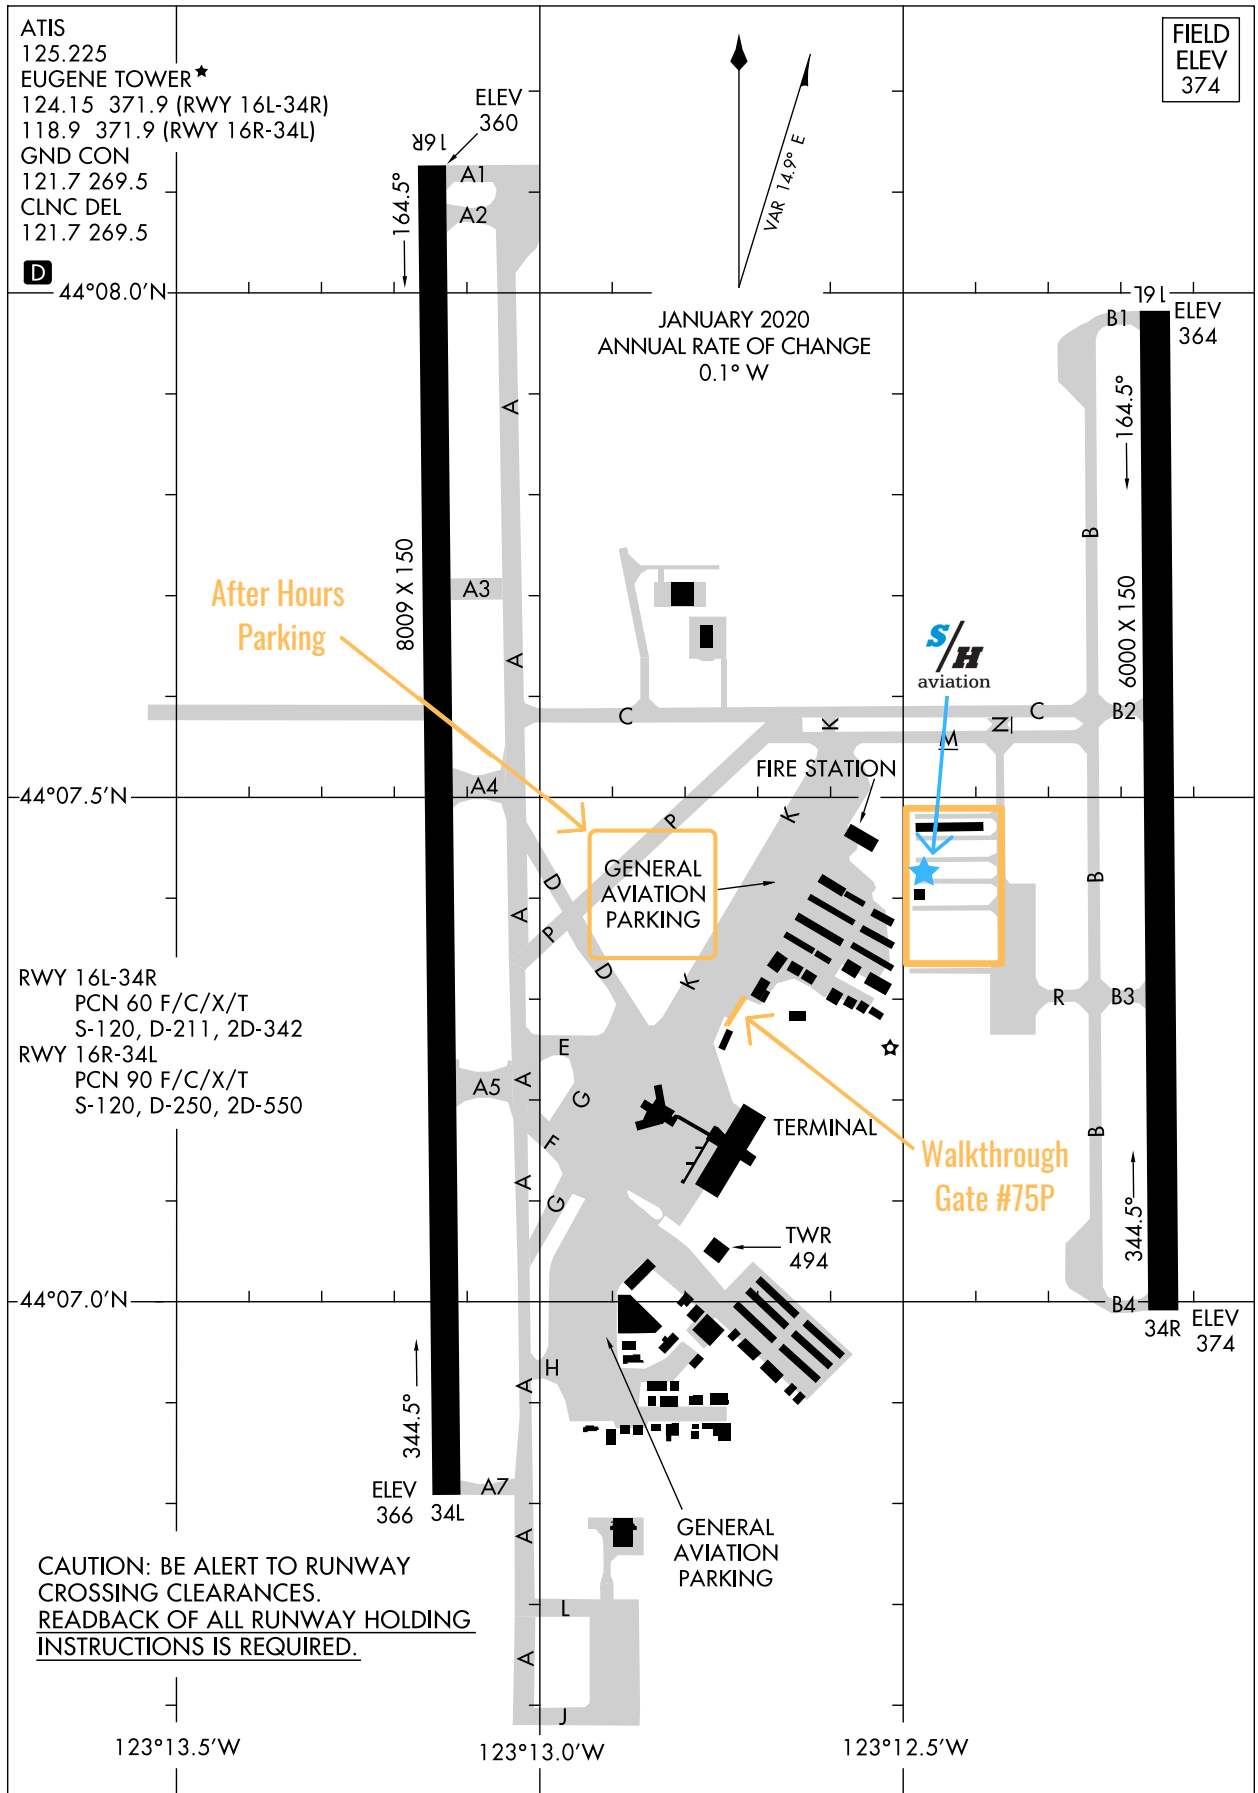 ATIS
125.225
EUGENE TOWER★
124.15 371.9 (RWY 16L-34R)
118.9 371.9 (RWY 16R-34L)
GND CON
121.7 269.5
CLNC DEL
121.7 269.5
D
FIELD
ELEV
374
ELEV
360
16R
A1
A2
164.5°
VAR 14.9° E
44°08.0'N
JANUARY 2020
ANNUAL RATE OF CHANGE
0.1° W
16L
B1
ELEV
364
164.5°
A
B
8009 X 150
6000 X 150
A3
After Hours
Parking
A
S/H
aviation
C
K
N
C
B2
M
FIRE STATION
44°07.5'N
A4
P
K
D
GENERAL
AVIATION
PARKING
B
A
P
D
K
RWY 16L-34R
PCN 60 F/C/X/T
S-120, D-211, 2D-342
RWY 16R-34L
PCN 90 F/C/X/T
S-120, D-250, 2D-550
R
B3
E
A
A5
G
TERMINAL
F
B
Walkthrough
Gate #75P
A
G
344.5°
TWR
494
44°07.0'N
B4
34R
ELEV
374
H
A
344.5°
ELEV
366
34L
A7
A
GENERAL
AVIATION
PARKING
CAUTION: BE ALERT TO RUNWAY
CROSSING CLEARANCES.
READBACK OF ALL RUNWAY HOLDING
INSTRUCTIONS IS REQUIRED.
L
A
J
123°13.5'W
123°13.0'W
123°12.5'W